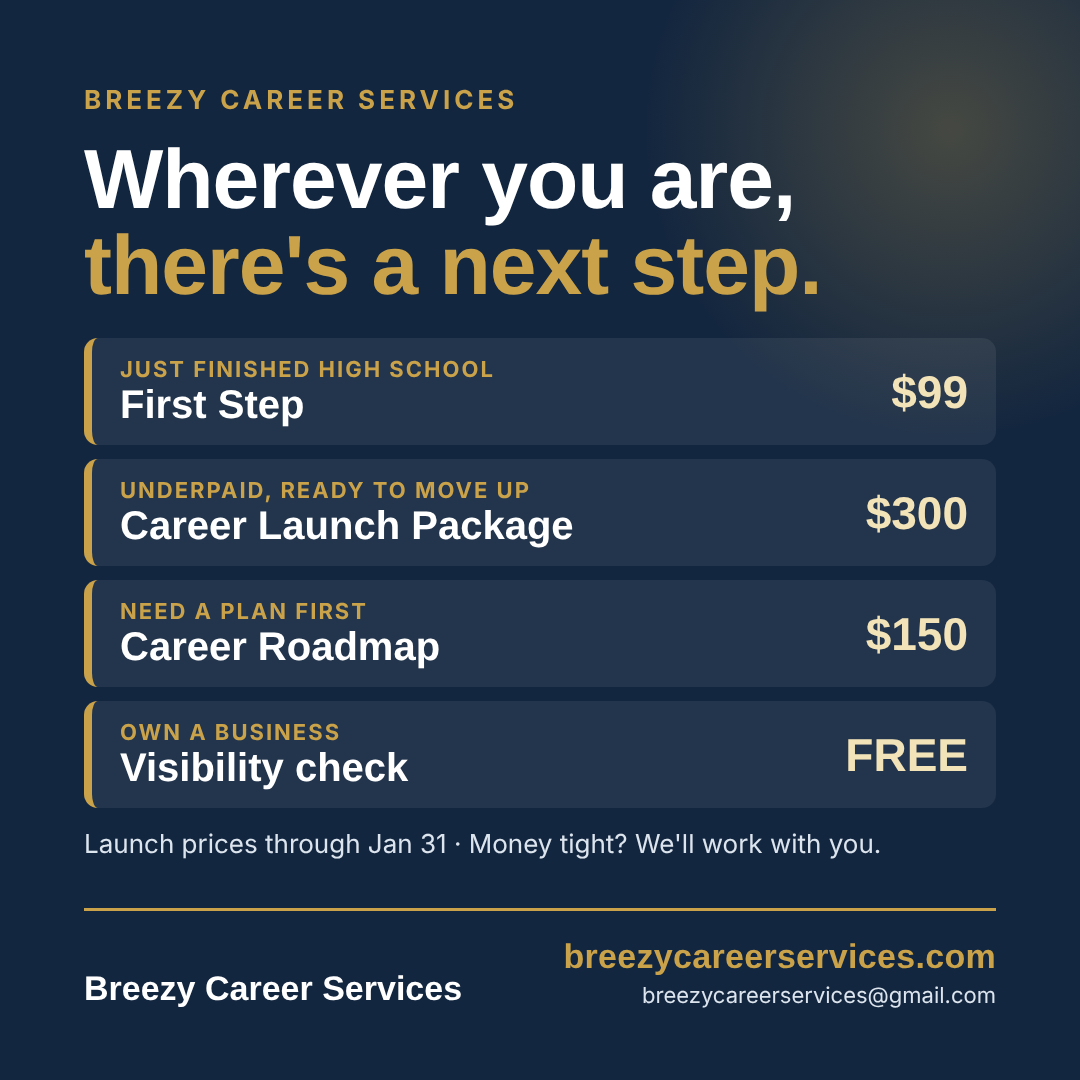 BREEZY CAREER SERVICES
Wherever you are,
there's a next step.
JUST FINISHED HIGH SCHOOL
First Step
$99
UNDERPAID, READY TO MOVE UP
Career Launch Package
$300
NEED A PLAN FIRST
Career Roadmap
$150
OWN A BUSINESS
Visibility check
FREE
Launch prices through Jan 31 · Money tight? We'll work with you.
breezycareerservices.com
Breezy Career Services
breezycareerservices@gmail.com